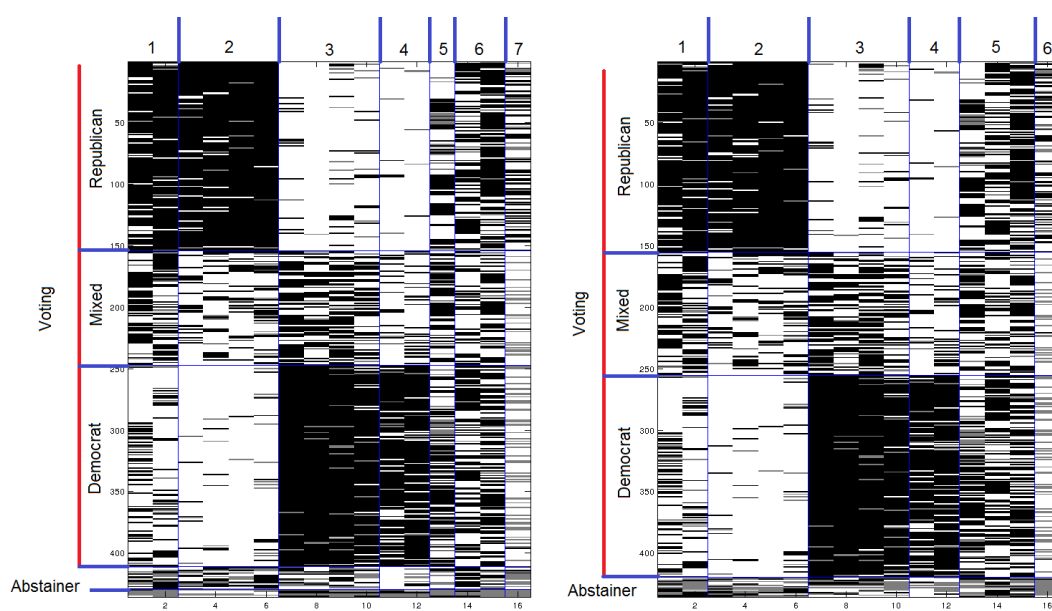 1 2 3 4 5 6 7
50
100
150
200
250
300
350
400
2 4 6 8 10 12 14 16
Voting
Republican
Mixed
Democrat
Abstainer
1 2 3 4 5 6
50
100
150
200
250
300
350
400
2 4 6 8 10 12 14 16
Voting
Republican
Mixed
Democrat
Abstainer